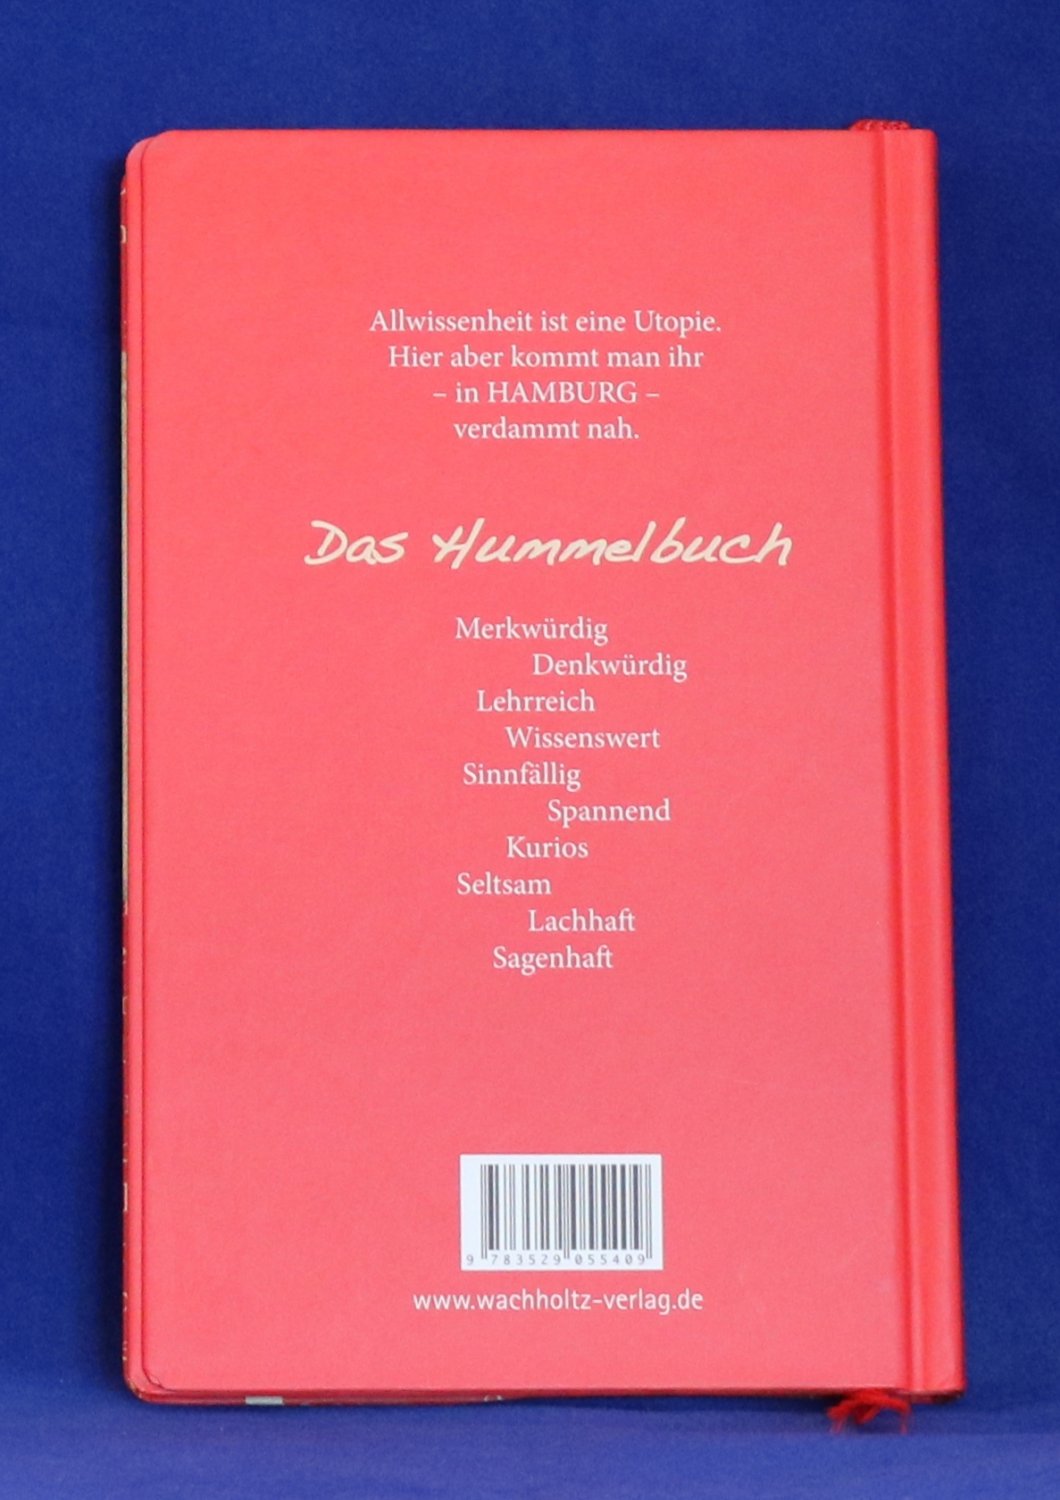 Allwissenheit ist eine Utopie.
Hier aber kommt man ihr
– in HAMBURG –
verdammt nah.
Das Hummelbuch
Merkwürdig
Denkwürdig
Lehrreich
Wissenswert
Sinnfällig
Spannend
Kurios
Seltsam
Lachhaft
Sagenhaft
9 783529 055409
www.wachholtz-verlag.de